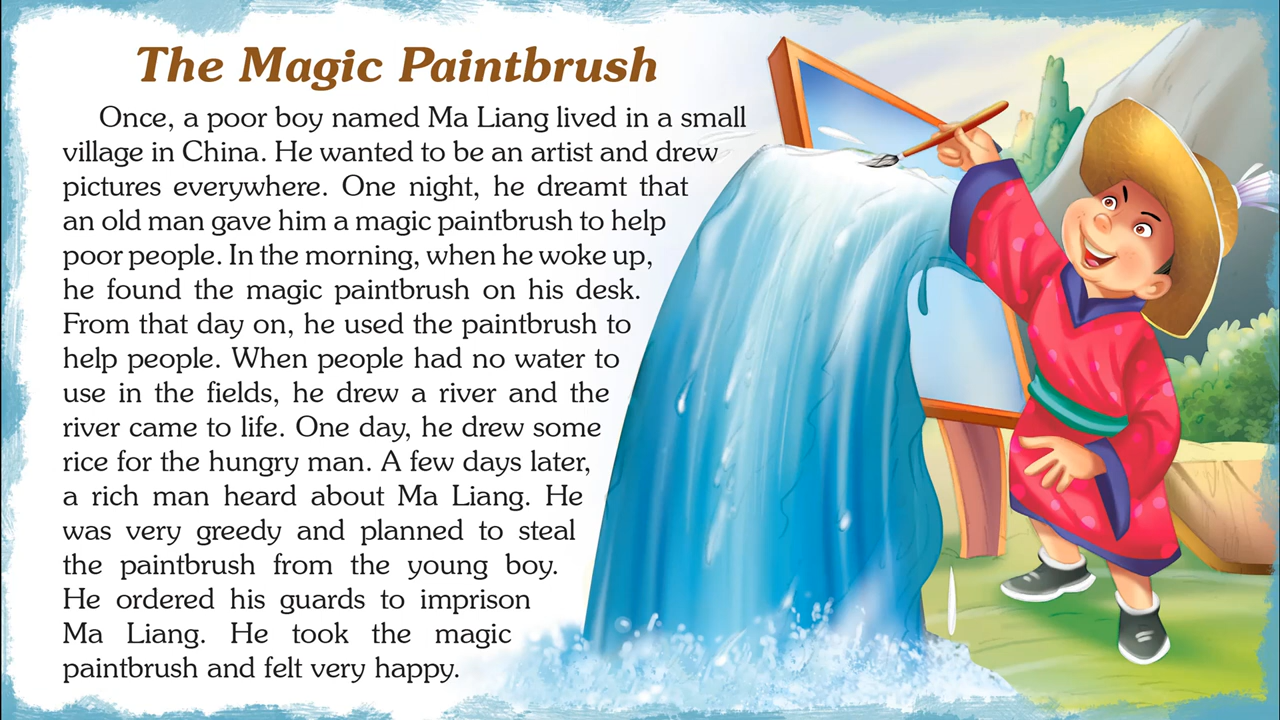 The Magic Paintbrush
Once, a poor boy named Ma Liang lived in a small
village in China. He wanted to be an artist and drew
pictures everywhere. One night, he dreamt that
an old man gave him a magic paintbrush to help
poor people. In the morning, when he woke up,
he found the magic paintbrush on his desk.
From that day on, he used the paintbrush to
help people. When people had no water to
use in the fields, he drew a river and the
river came to life. One day, he drew some
rice for the hungry man. A few days later,
a rich man heard about Ma Liang. He
was very greedy and planned to steal
the paintbrush from the young boy.
He ordered his guards to imprison
Ma Liang. He took the magic
paintbrush and felt very happy.